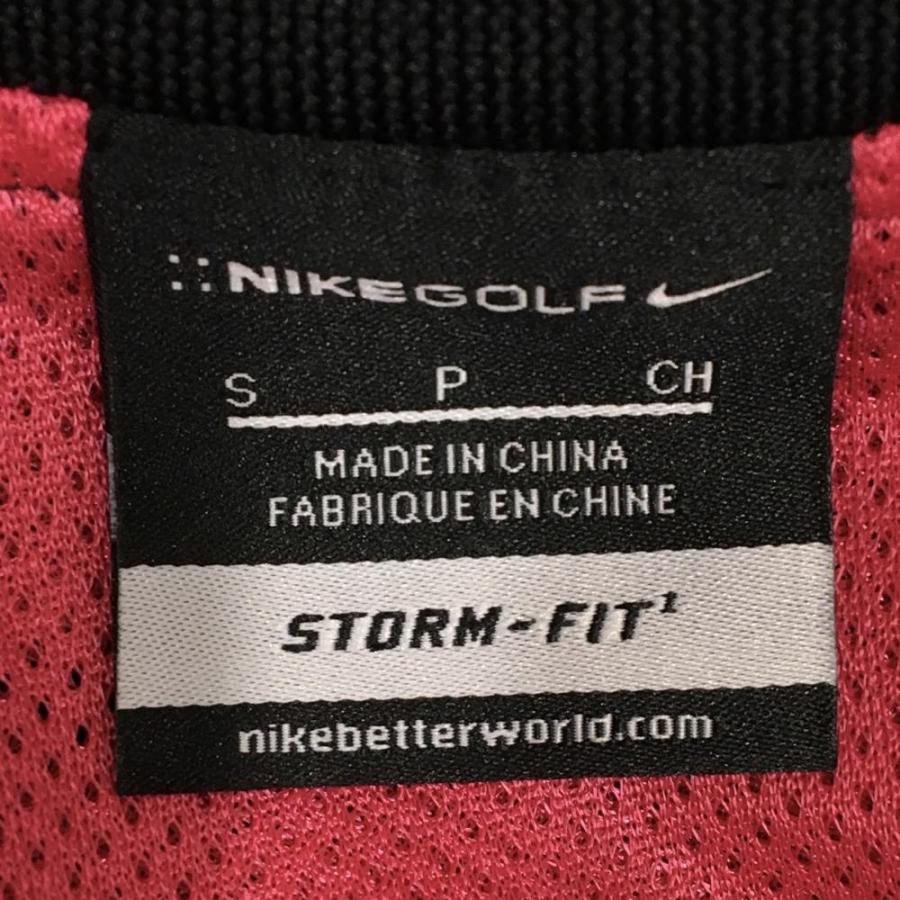 NIKEGOLF
S P CH
MADE IN CHINA
FABRIQUE EN CHINE
STORM-FIT¹
nikebetterworld.com